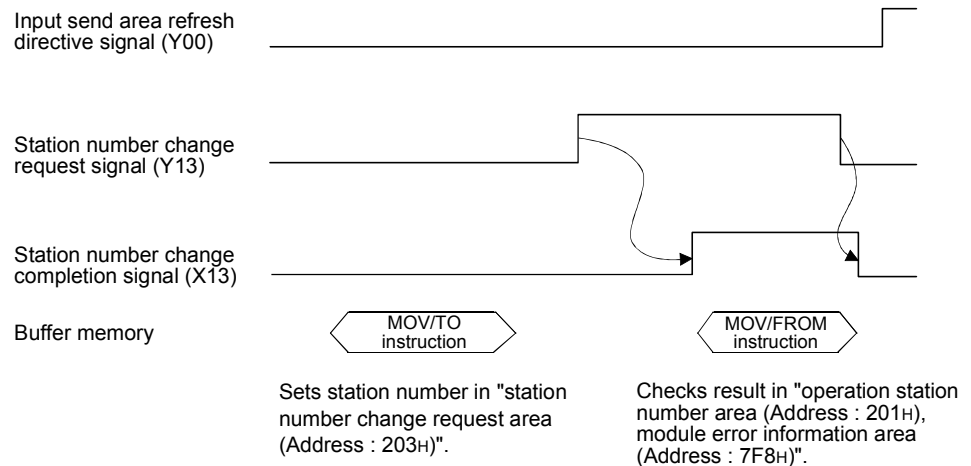 Input send area refresh
directive signal (Y00)
Station number change
request signal (Y13)
Station number change
completion signal (X13)
Buffer memory
MOV/TO
instruction
MOV/FROM
instruction
Sets station number in "station
number change request area
(Address : 203H)".
Checks result in "operation station
number area (Address : 201H),
module error information area
(Address : 7F8H)".